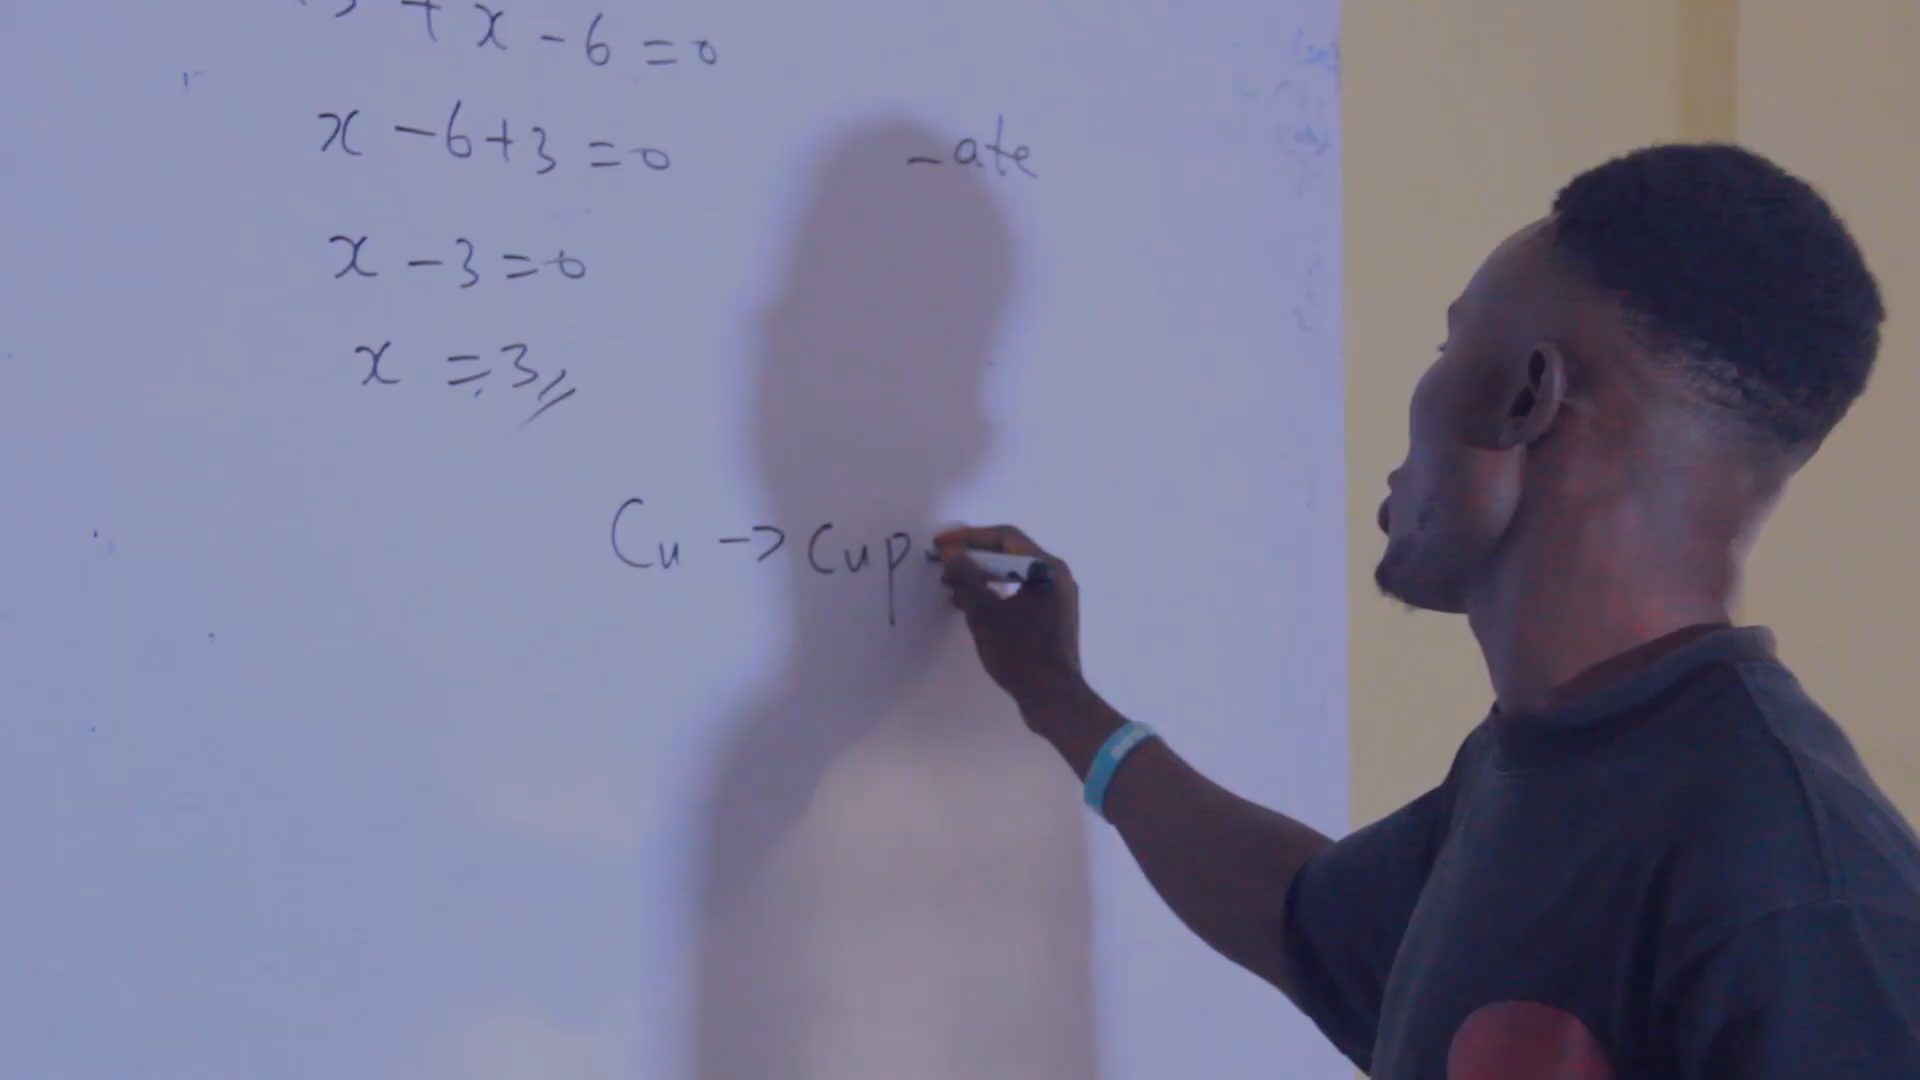 + x - 6 = 0
x - 6 + 3 = 0
- ate
x - 3 = 0
x = 3
Cu -> Cup